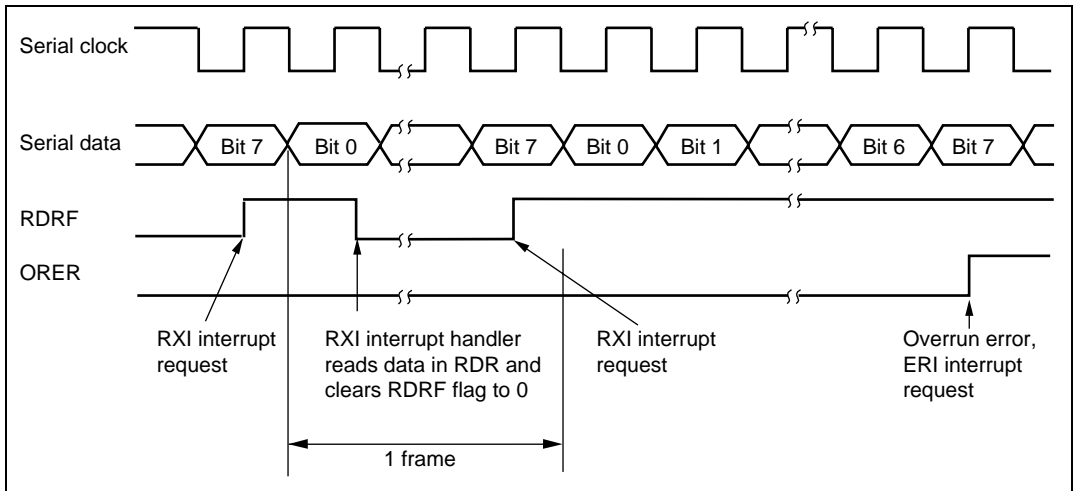 Serial clock
Serial data
Bit 7
Bit 0
Bit 7
Bit 0
Bit 1
Bit 6
Bit 7
RDRF
ORER
RXI interrupt
request
RXI interrupt handler
reads data in RDR and
clears RDRF flag to 0
RXI interrupt
request
Overrun error,
ERI interrupt
request
1 frame